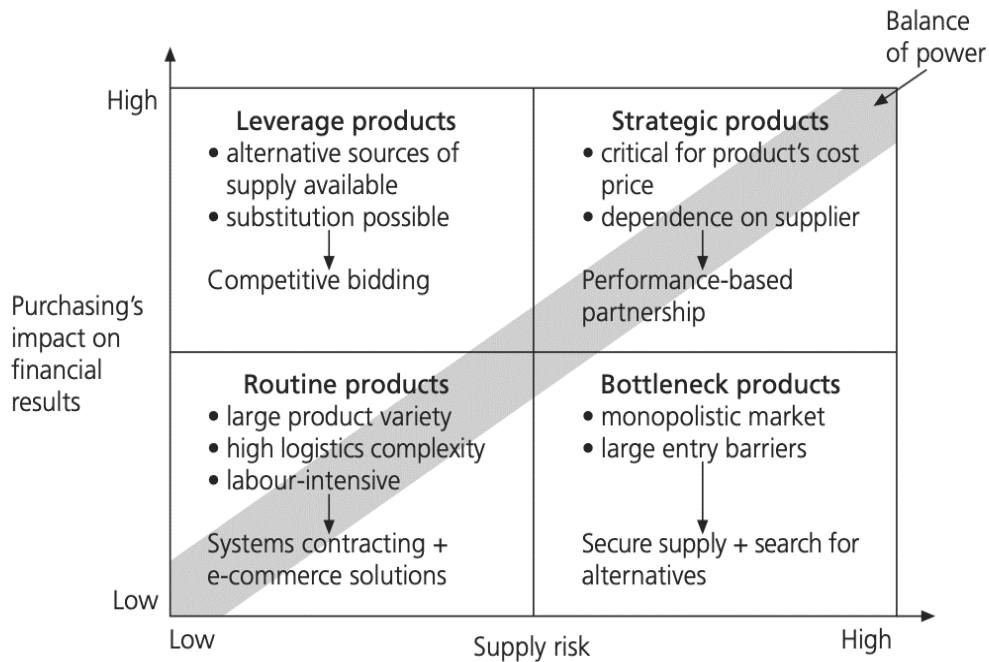 Balance
of power
High
Leverage products
• alternative sources of
supply available
• substitution possible
Competitive bidding
Strategic products
• critical for product’s cost
price
• dependence on supplier
Performance-based
partnership
Purchasing’s
impact on
financial
results
Routine products
• large product variety
• high logistics complexity
• labour-intensive
Systems contracting +
e-commerce solutions
Bottleneck products
• monopolistic market
• large entry barriers
Secure supply + search for
alternatives
Low
Low
Supply risk
High